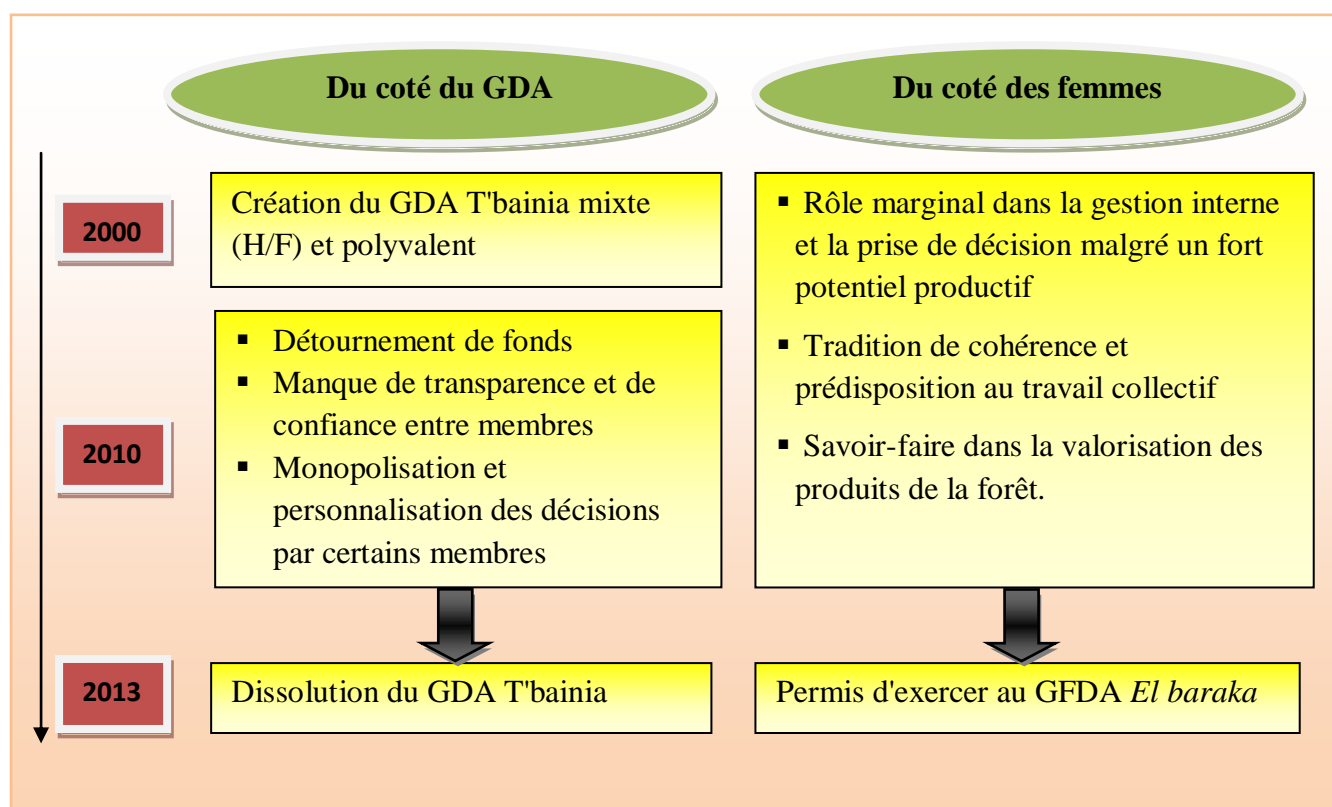 Du coté du GDA
Du coté des femmes
2000
Création du GDA T'bainia mixte
(H/F) et polyvalent
▪ Rôle marginal dans la gestion interne
et la prise de décision malgré un fort
potentiel productif
▪ Tradition de cohérence et
prédisposition au travail collectif
▪ Savoir-faire dans la valorisation des
produits de la forêt.
2010
▪ Détournement de fonds
▪ Manque de transparence et de
confiance entre membres
▪ Monopolisation et
personnalisation des décisions
par certains membres
2013
Dissolution du GDA T'bainia
Permis d'exercer au GFDA El baraka